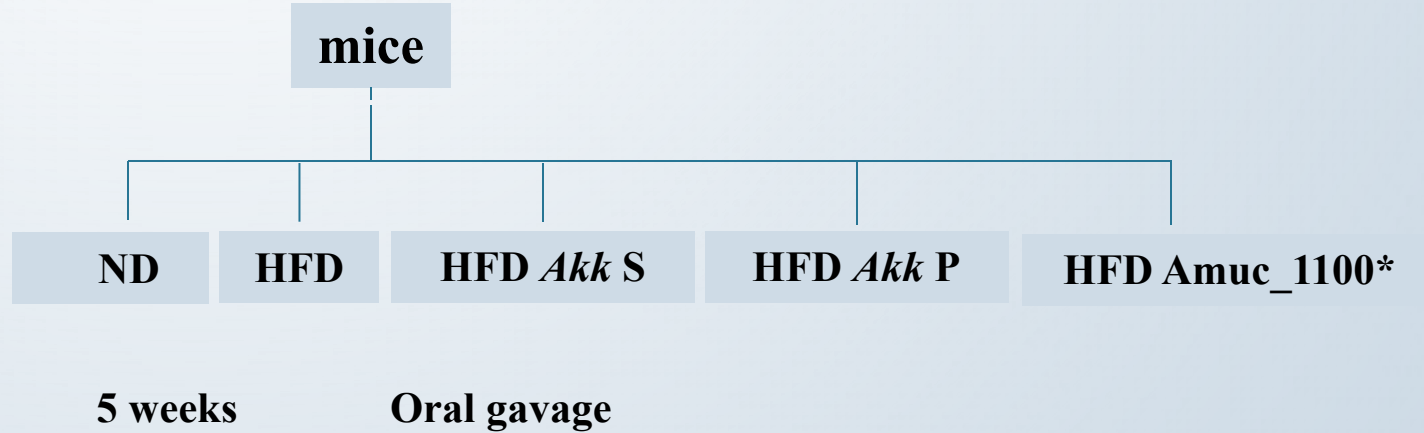 mice
ND HFD HFD Akk S HFD Akk P HFD Amuc_1100*
5 weeks Oral gavage